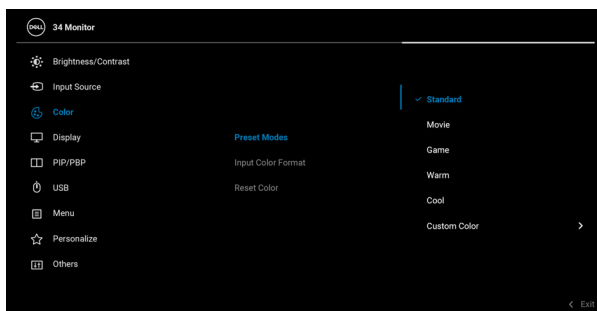 DELL 34 Monitor
Brightness/Contrast
Input Source
Color
Display
PIP/PBP
USB
Menu
Personalize
Others
Preset Modes
Input Color Format
Reset Color
Standard
Movie
Game
Warm
Cool
Custom Color
Exit